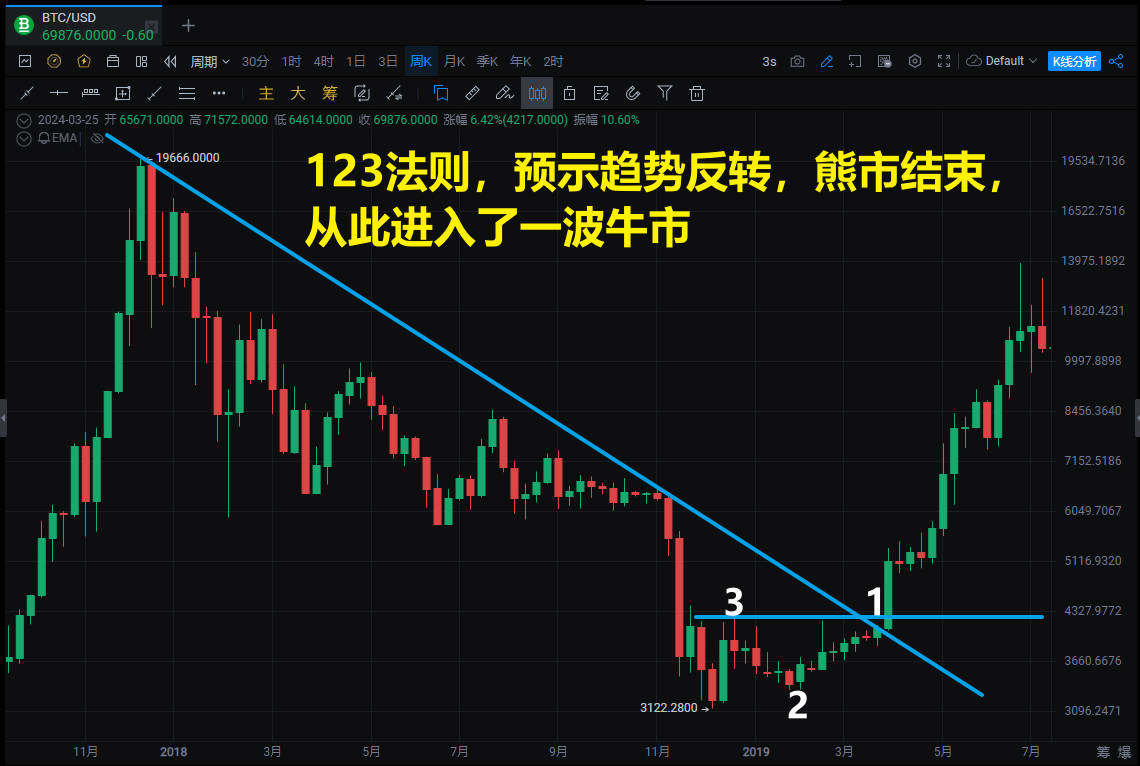 BTC/USD
69876.0000 -0.60
周期 30分 1时 4时 1日 3日 周K 月K 季K 年K 2时 3s Default K线分析
主 大 筹
2024-03-25 开 65671.0000 高 71572.0000 低 64614.0000 收 69876.0000 涨幅 6.42%(4217.0000) 振幅 10.60%
EMA
19666.0000
123法则，预示趋势反转，熊市结束，
从此进入了一波牛市
19534.7136
16522.7516
13975.1892
11820.4231
9997.8898
8456.3640
7152.5186
6049.7067
5116.9320
4327.9772
3660.6676
3096.2471
3 1
2
3122.2800
11月 2018 3月 5月 7月 9月 11月 2019 3月 5月 7月 筹 爆